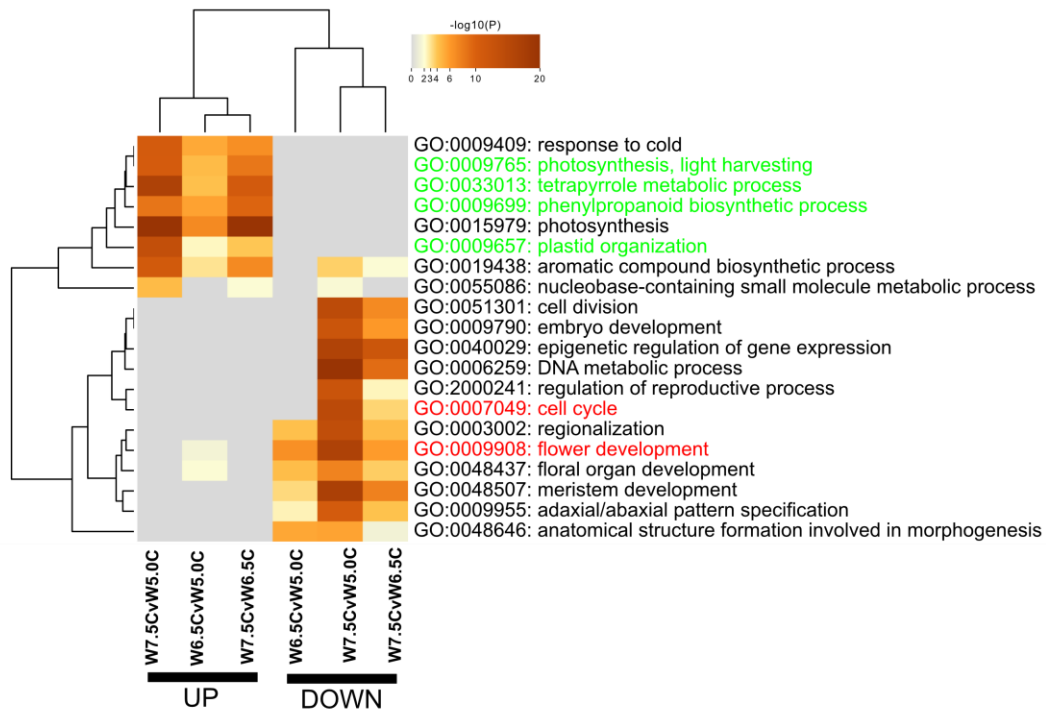 -log10(P)
0 2 3 4 6 10 20
GO:0009409: response to cold
GO:0009765: photosynthesis, light harvesting
GO:0033013: tetrapyrrole metabolic process
GO:0009699: phenylpropanoid biosynthetic process
GO:0015979: photosynthesis
GO:0009657: plastid organization
GO:0019438: aromatic compound biosynthetic process
GO:0055086: nucleobase-containing small molecule metabolic process
GO:0051301: cell division
GO:0009790: embryo development
GO:0040029: epigenetic regulation of gene expression
GO:0006259: DNA metabolic process
GO:2000241: regulation of reproductive process
GO:0007049: cell cycle
GO:0003002: regionalization
GO:0009908: flower development
GO:0048437: floral organ development
GO:0048507: meristem development
GO:0009955: adaxial/abaxial pattern specification
GO:0048646: anatomical structure formation involved in morphogenesis
W7.5CvW5.0C
W6.5CvW5.0C
W7.5CvW6.5C
W6.5CvW5.0C
W7.5CvW5.0C
W7.5CvW6.5C
UP
DOWN